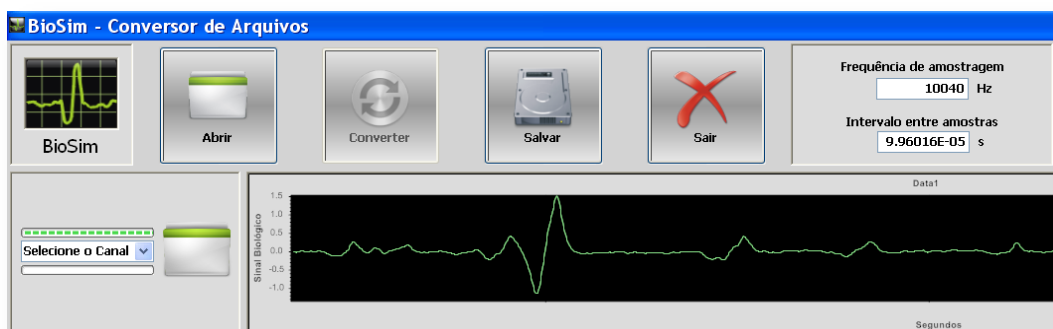 BioSim - Conversor de Arquivos
BioSim
Abrir
Converter
Salvar
Sair
Frequência de amostragem
10040 Hz
Intervalo entre amostras
9.96016E-05 s
Selecione o Canal
Data1
Sinal Biológico
1.5
1.0
0.5
0.0
-0.5
-1.0
Segundos